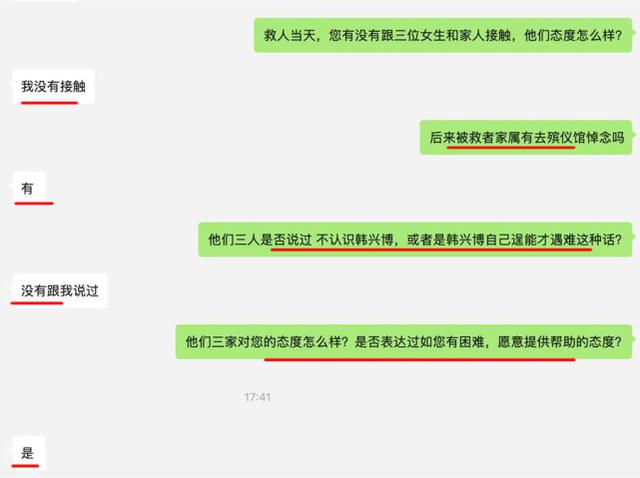 救人当天，您有没有跟三位女生和家人接触，他们态度怎么样?
我没有接触
后来被救者家属有去殡仪馆悼念吗
有
他们三人是否说过 不认识韩兴博，或者是韩兴博自己逞能才遇难这种话?
没有跟我说过
他们三家对您的态度怎么样? 是否表达过如您有困难，愿意提供帮助的态度?
17:41
是